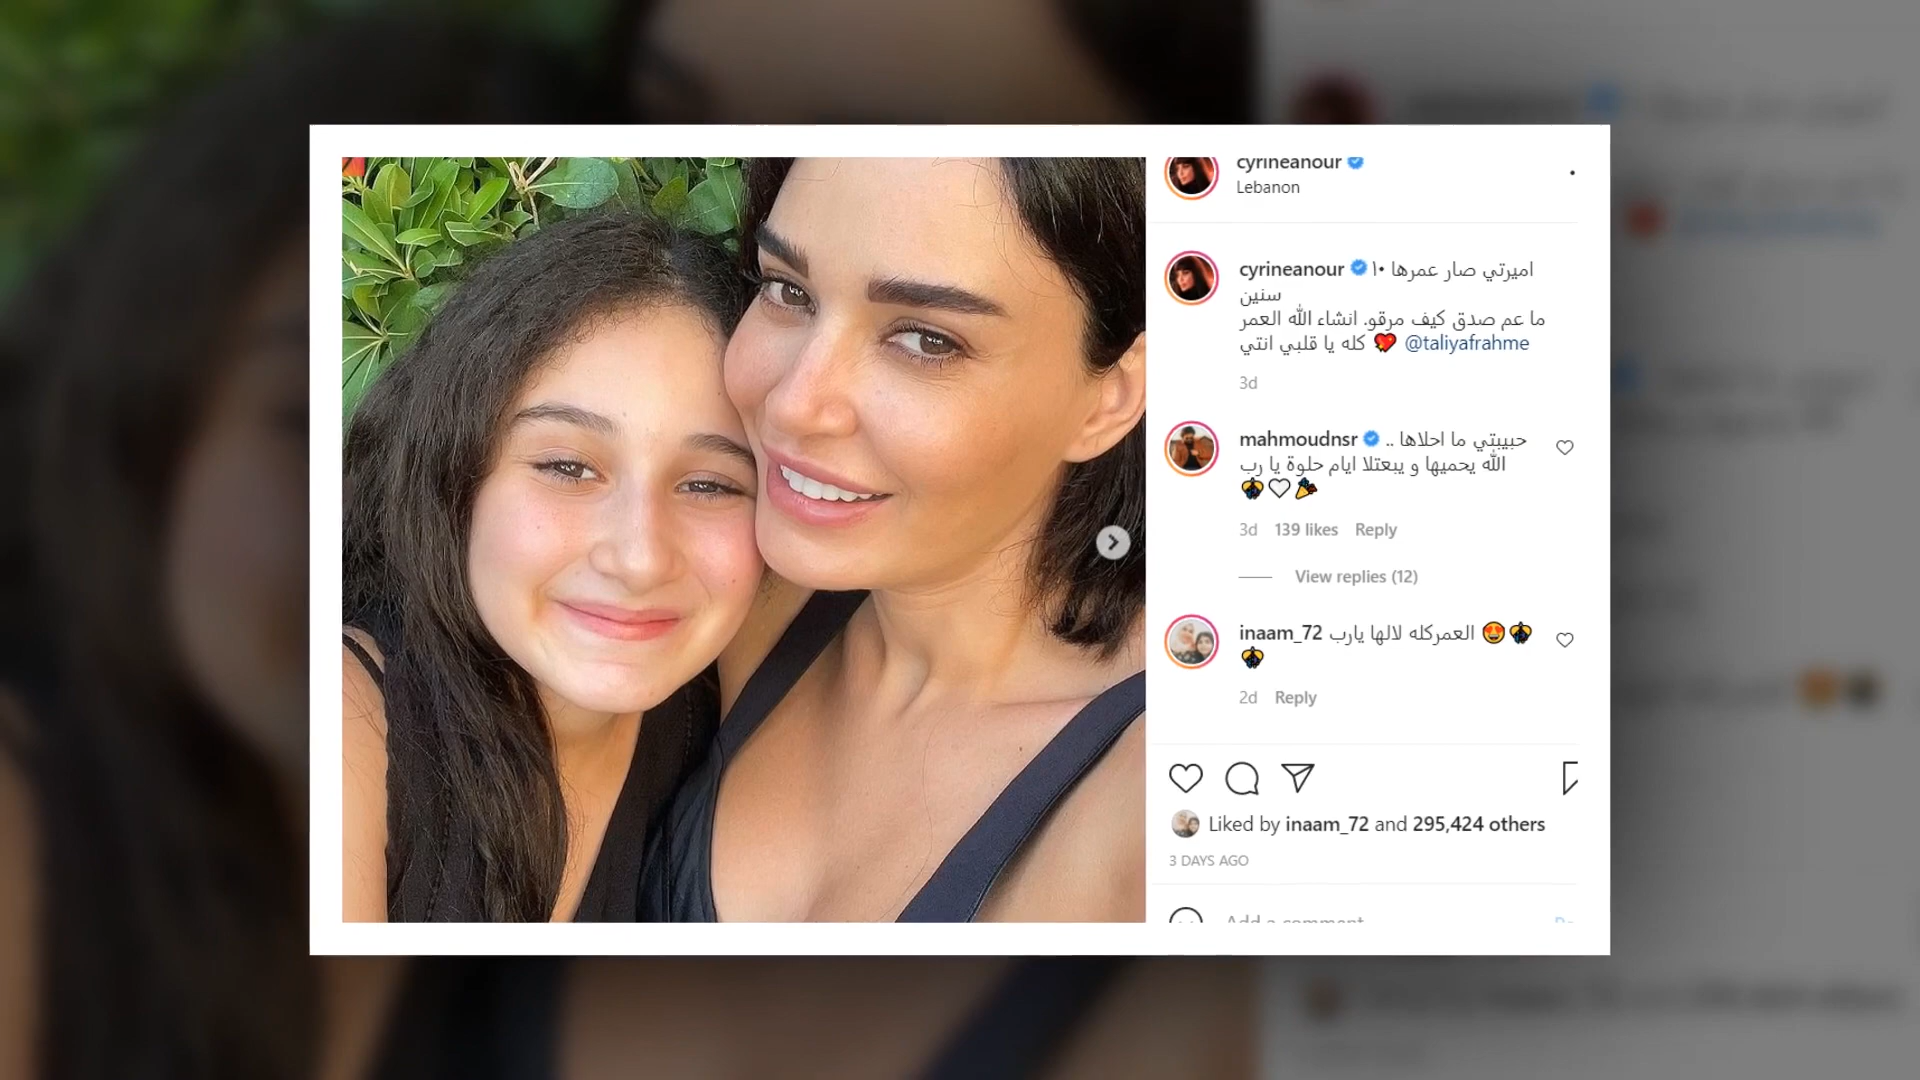 cyrineanour
Lebanon
cyrineanour اميرتي صار عمرها ١٠
سنين
ما عم صدق كيف مرقو. انشاء الله العمر
كله يا قلبي انتي @taliyafrahme
3d
mahmoudnsr حبيبتي ما احلاها ..
الله يحميها و يبعتلا ايام حلوة يا رب
3d 139 likes Reply
View replies (12)
inaam_72 العمركله لالها يارب
2d Reply
Liked by inaam_72 and 295,424 others
3 DAYS AGO
Add a comment